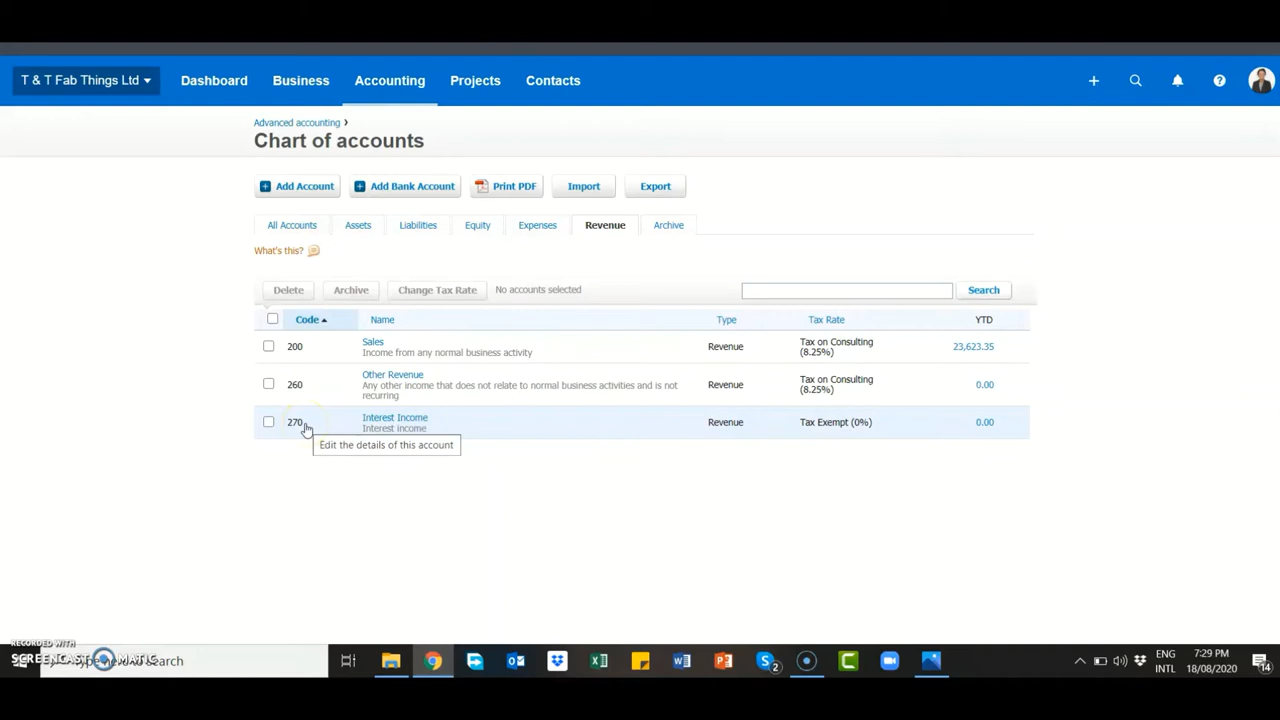 T & T Fab Things Ltd
Dashboard
Business
Accounting
Projects
Contacts
Advanced accounting
Chart of accounts
Add Account
Add Bank Account
Print PDF
Import
Export
All Accounts
Assets
Liabilities
Equity
Expenses
Revenue
Archive
What's this?
Delete
Archive
Change Tax Rate
No accounts selected
Search
Code
Name
Type
Tax Rate
YTD
200
Sales
Income from any normal business activity
Revenue
Tax on Consulting
(8.25%)
23,623.35
260
Other Revenue
Any other income that does not relate to normal business activities and is not
recurring
Revenue
Tax on Consulting
(8.25%)
0.00
270
Interest Income
Interest income
Revenue
Tax Exempt (0%)
0.00
Edit the details of this account
RECORDED WITH
SCREENCAST MATIC
here to search
2
ENG
INTL
7:29 PM
18/08/2020
14